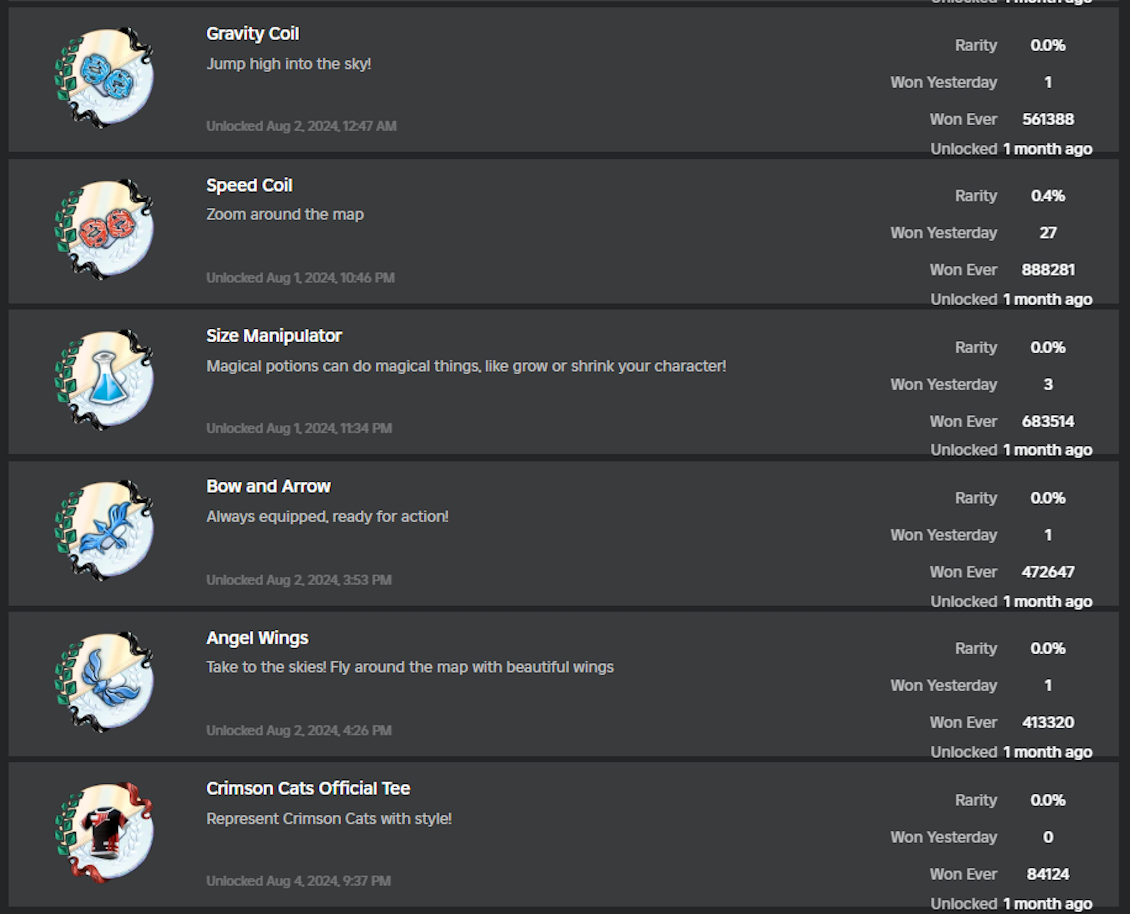 Unlocked 1 month ago
Gravity Coil
Jump high into the sky!
Unlocked Aug 2, 2024, 12:47 AM
Rarity 0.0%
Won Yesterday 1
Won Ever 561388
Unlocked 1 month ago
Speed Coil
Zoom around the map
Unlocked Aug 1, 2024, 10:46 PM
Rarity 0.4%
Won Yesterday 27
Won Ever 888281
Unlocked 1 month ago
Size Manipulator
Magical potions can do magical things, like grow or shrink your character!
Unlocked Aug 1, 2024, 11:34 PM
Rarity 0.0%
Won Yesterday 3
Won Ever 683514
Unlocked 1 month ago
Bow and Arrow
Always equipped, ready for action!
Unlocked Aug 2, 2024, 3:53 PM
Rarity 0.0%
Won Yesterday 1
Won Ever 472647
Unlocked 1 month ago
Angel Wings
Take to the skies! Fly around the map with beautiful wings
Unlocked Aug 2, 2024, 4:26 PM
Rarity 0.0%
Won Yesterday 1
Won Ever 413320
Unlocked 1 month ago
Crimson Cats Official Tee
Represent Crimson Cats with style!
Unlocked Aug 4, 2024, 9:37 PM
Rarity 0.0%
Won Yesterday 0
Won Ever 84124
Unlocked 1 month ago